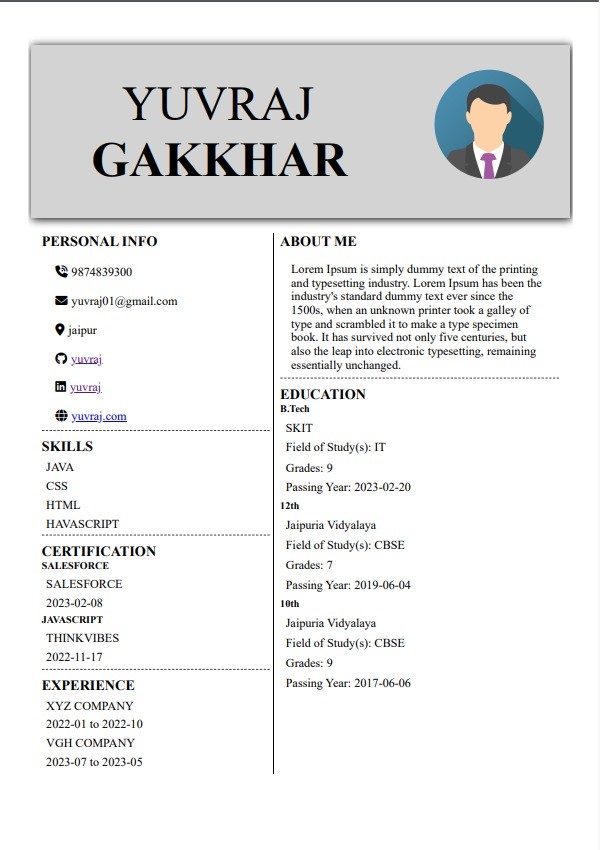 YUVRAJ
GAKKHAR
PERSONAL INFO
9874839300
yuvraj01@gmail.com
jaipur
yuvraj
yuvraj
yuvraj.com
SKILLS
JAVA
CSS
HTML
HAVASCRIPT
CERTIFICATION
SALESFORCE
SALESFORCE
2023-02-08
JAVASCRIPT
THINKVIBES
2022-11-17
EXPERIENCE
XYZ COMPANY
2022-01 to 2022-10
VGH COMPANY
2023-07 to 2023-05
ABOUT ME
Lorem Ipsum is simply dummy text of the printing
and typesetting industry. Lorem Ipsum has been the
industry's standard dummy text ever since the
1500s, when an unknown printer took a galley of
type and scrambled it to make a type specimen
book. It has survived not only five centuries, but
also the leap into electronic typesetting, remaining
essentially unchanged.
EDUCATION
B.Tech
SKIT
Field of Study(s): IT
Grades: 9
Passing Year: 2023-02-20
12th
Jaipuria Vidyalaya
Field of Study(s): CBSE
Grades: 7
Passing Year: 2019-06-04
10th
Jaipuria Vidyalaya
Field of Study(s): CBSE
Grades: 9
Passing Year: 2017-06-06